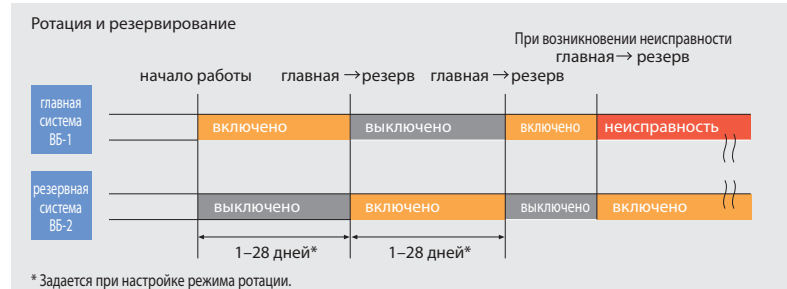 Ротация и резервирование
При возникновении неисправности
главная→ резерв
начало работы
главная →резерв
главная →резерв
главная
система
ВБ-1
включено
выключено
включено
неисправность
резервная
система
ВБ-2
выключено
включено
выключено
включено
1–28 дней*
1–28 дней*
* Задается при настройке режима ротации.